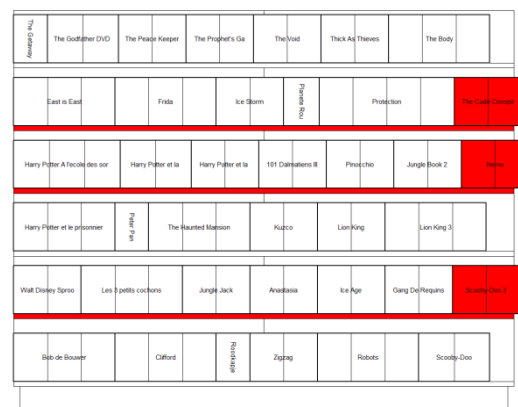 The Getaway
The Godfather DVD
The Peace Keeper
The Prophet's Ga
The Void
Thick As Thieves
The Body
East is East
Frida
Ice Storm
Planete Rou
Protection
The Code Conspir
Harry Potter A l'ecole des sor
Harry Potter et la
Harry Potter et la
101 Dalmatiens II
Pinocchio
Jungle Book 2
Nemo
Harry Potter et le prisonnier
Peter Pan
The Haunted Mansion
Kuzco
Lion King
Lion King 3
Walt Disney Sproo
Les 3 petits cochons
Jungle Jack
Anastasia
Ice Age
Gang De Requins
Scooby-Doo 2
Bob de Bouwer
Clifford
Roodkapje
Zigzag
Robots
Scooby-Doo